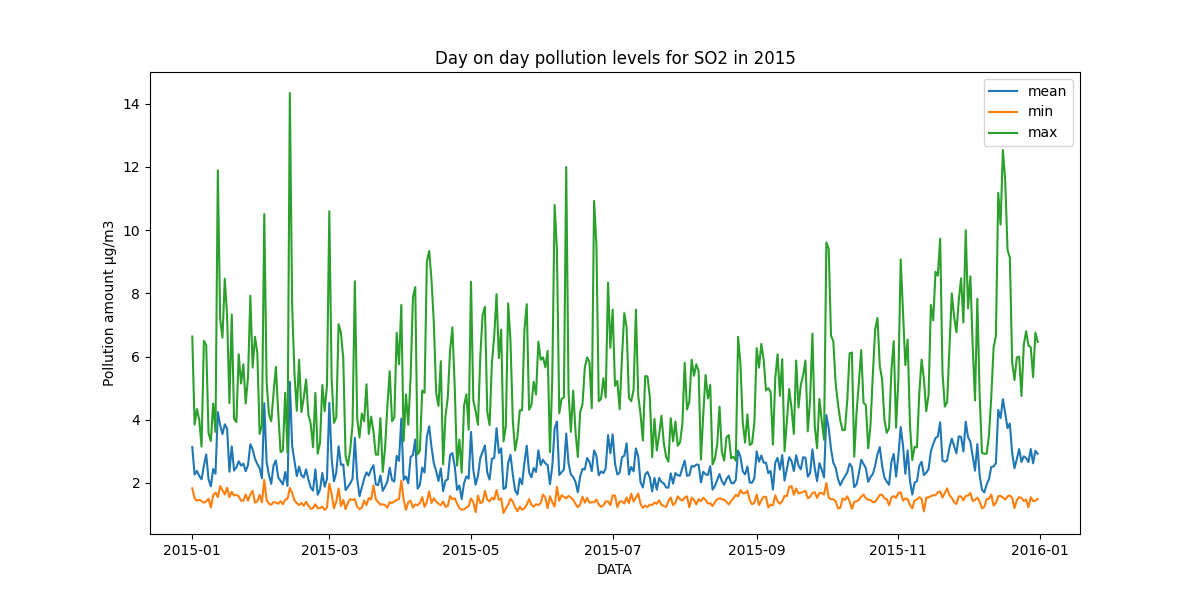 Day on day pollution levels for SO2 in 2015
mean
min
max
14
12
10
8
6
4
2
Pollution amount µg/m3
2015-01
2015-03
2015-05
2015-07
2015-09
2015-11
2016-01
DATA